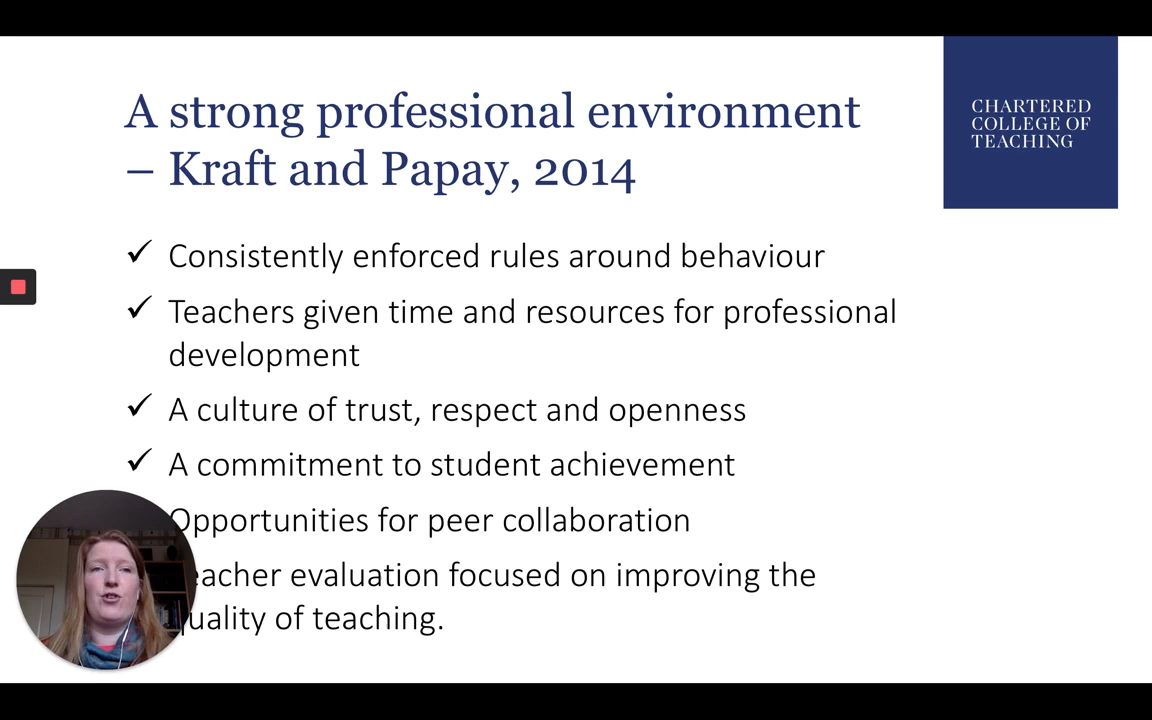 A strong professional environment
– Kraft and Papay, 2014
CHARTERED
COLLEGE OF
TEACHING
✓ Consistently enforced rules around behaviour
✓ Teachers given time and resources for professional
development
✓ A culture of trust, respect and openness
✓ A commitment to student achievement
Opportunities for peer collaboration
eacher evaluation focused on improving the
quality of teaching.